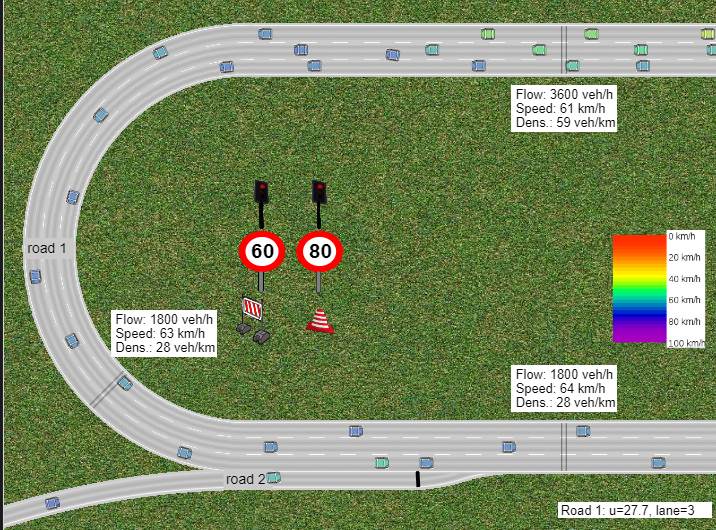 Flow: 3600 veh/h
Speed: 61 km/h
Dens.: 59 veh/km
60
80
road 1
0 km/h
20 km/h
40 km/h
60 km/h
80 km/h
100 km/h
Flow: 1800 veh/h
Speed: 63 km/h
Dens.: 28 veh/km
Flow: 1800 veh/h
Speed: 64 km/h
Dens.: 28 veh/km
road 2
Road 1: u=27.7, lane=3